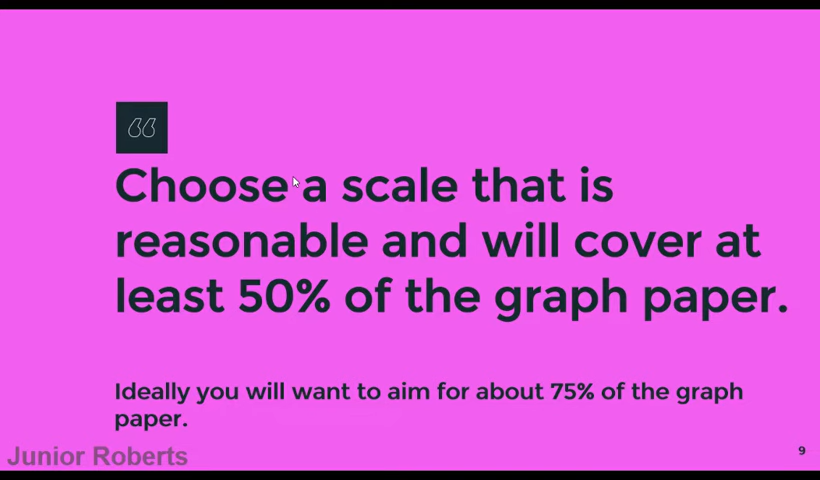 “
Choose a scale that is
reasonable and will cover at
least 50% of the graph paper.
Ideally you will want to aim for about 75% of the graph
paper.
Junior Roberts
9